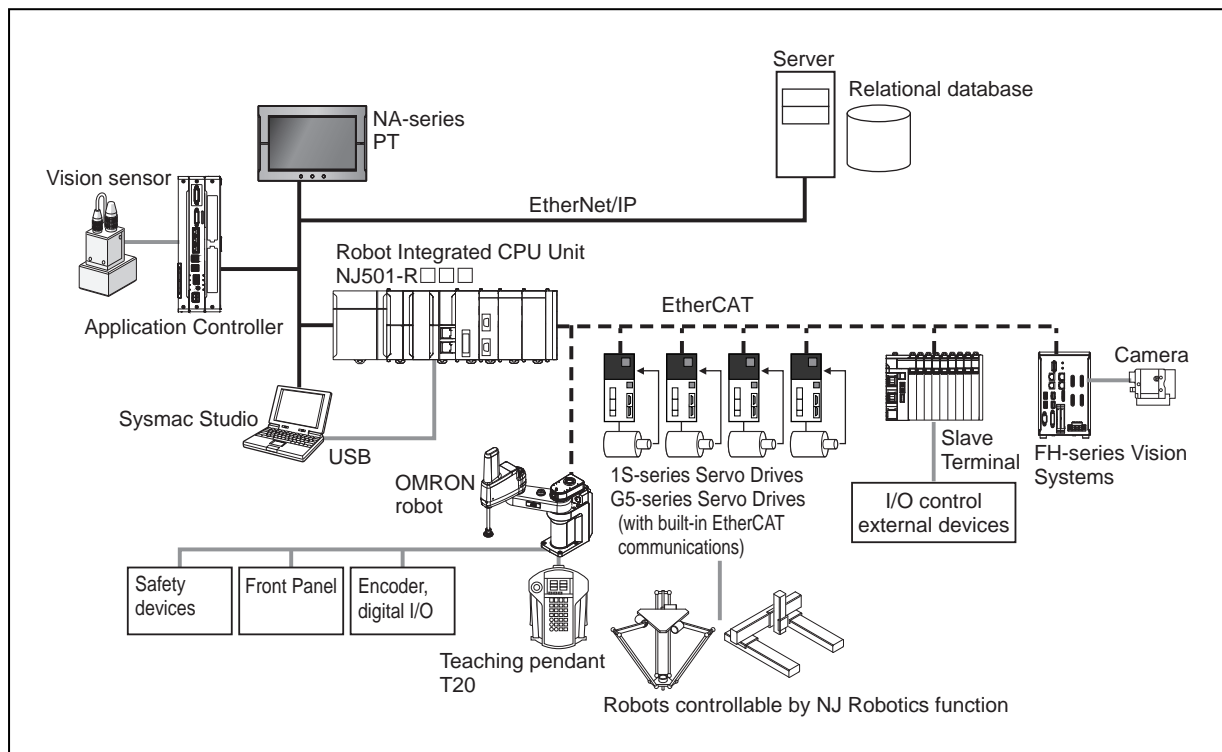 Server
Relational database
NA-series
PT
Vision sensor
EtherNet/IP
Robot Integrated CPU Unit
NJ501-R□□□
Application Controller
EtherCAT
Camera
Sysmac Studio
USB
OMRON
robot
1S-series Servo Drives
G5-series Servo Drives
(with built-in EtherCAT
communications)
Slave
Terminal
FH-series Vision
Systems
I/O control
external devices
Safety
devices
Front Panel
Encoder,
digital I/O
Teaching pendant
T20
Robots controllable by NJ Robotics function